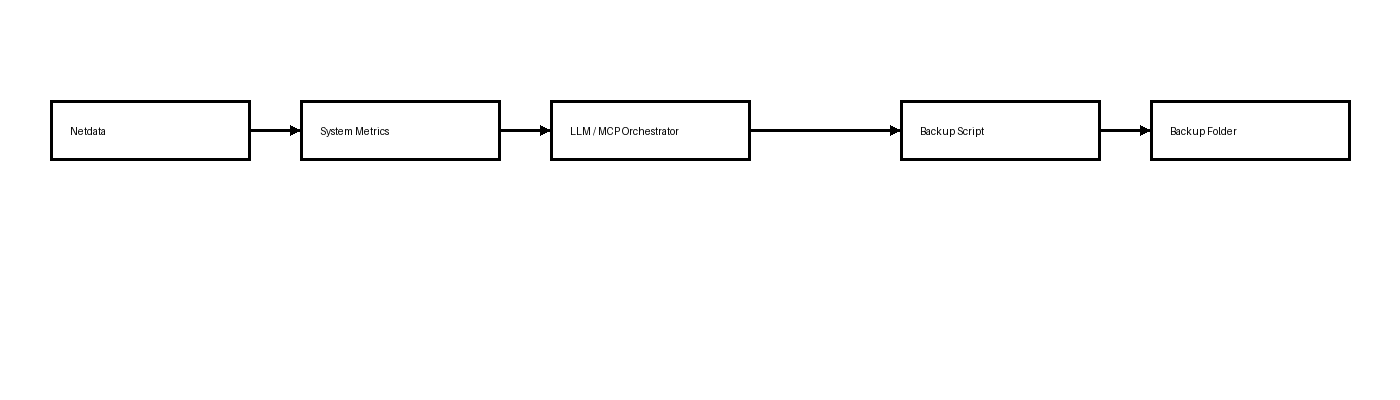 Netdata
System Metrics
LLM / MCP Orchestrator
Backup Script
Backup Folder